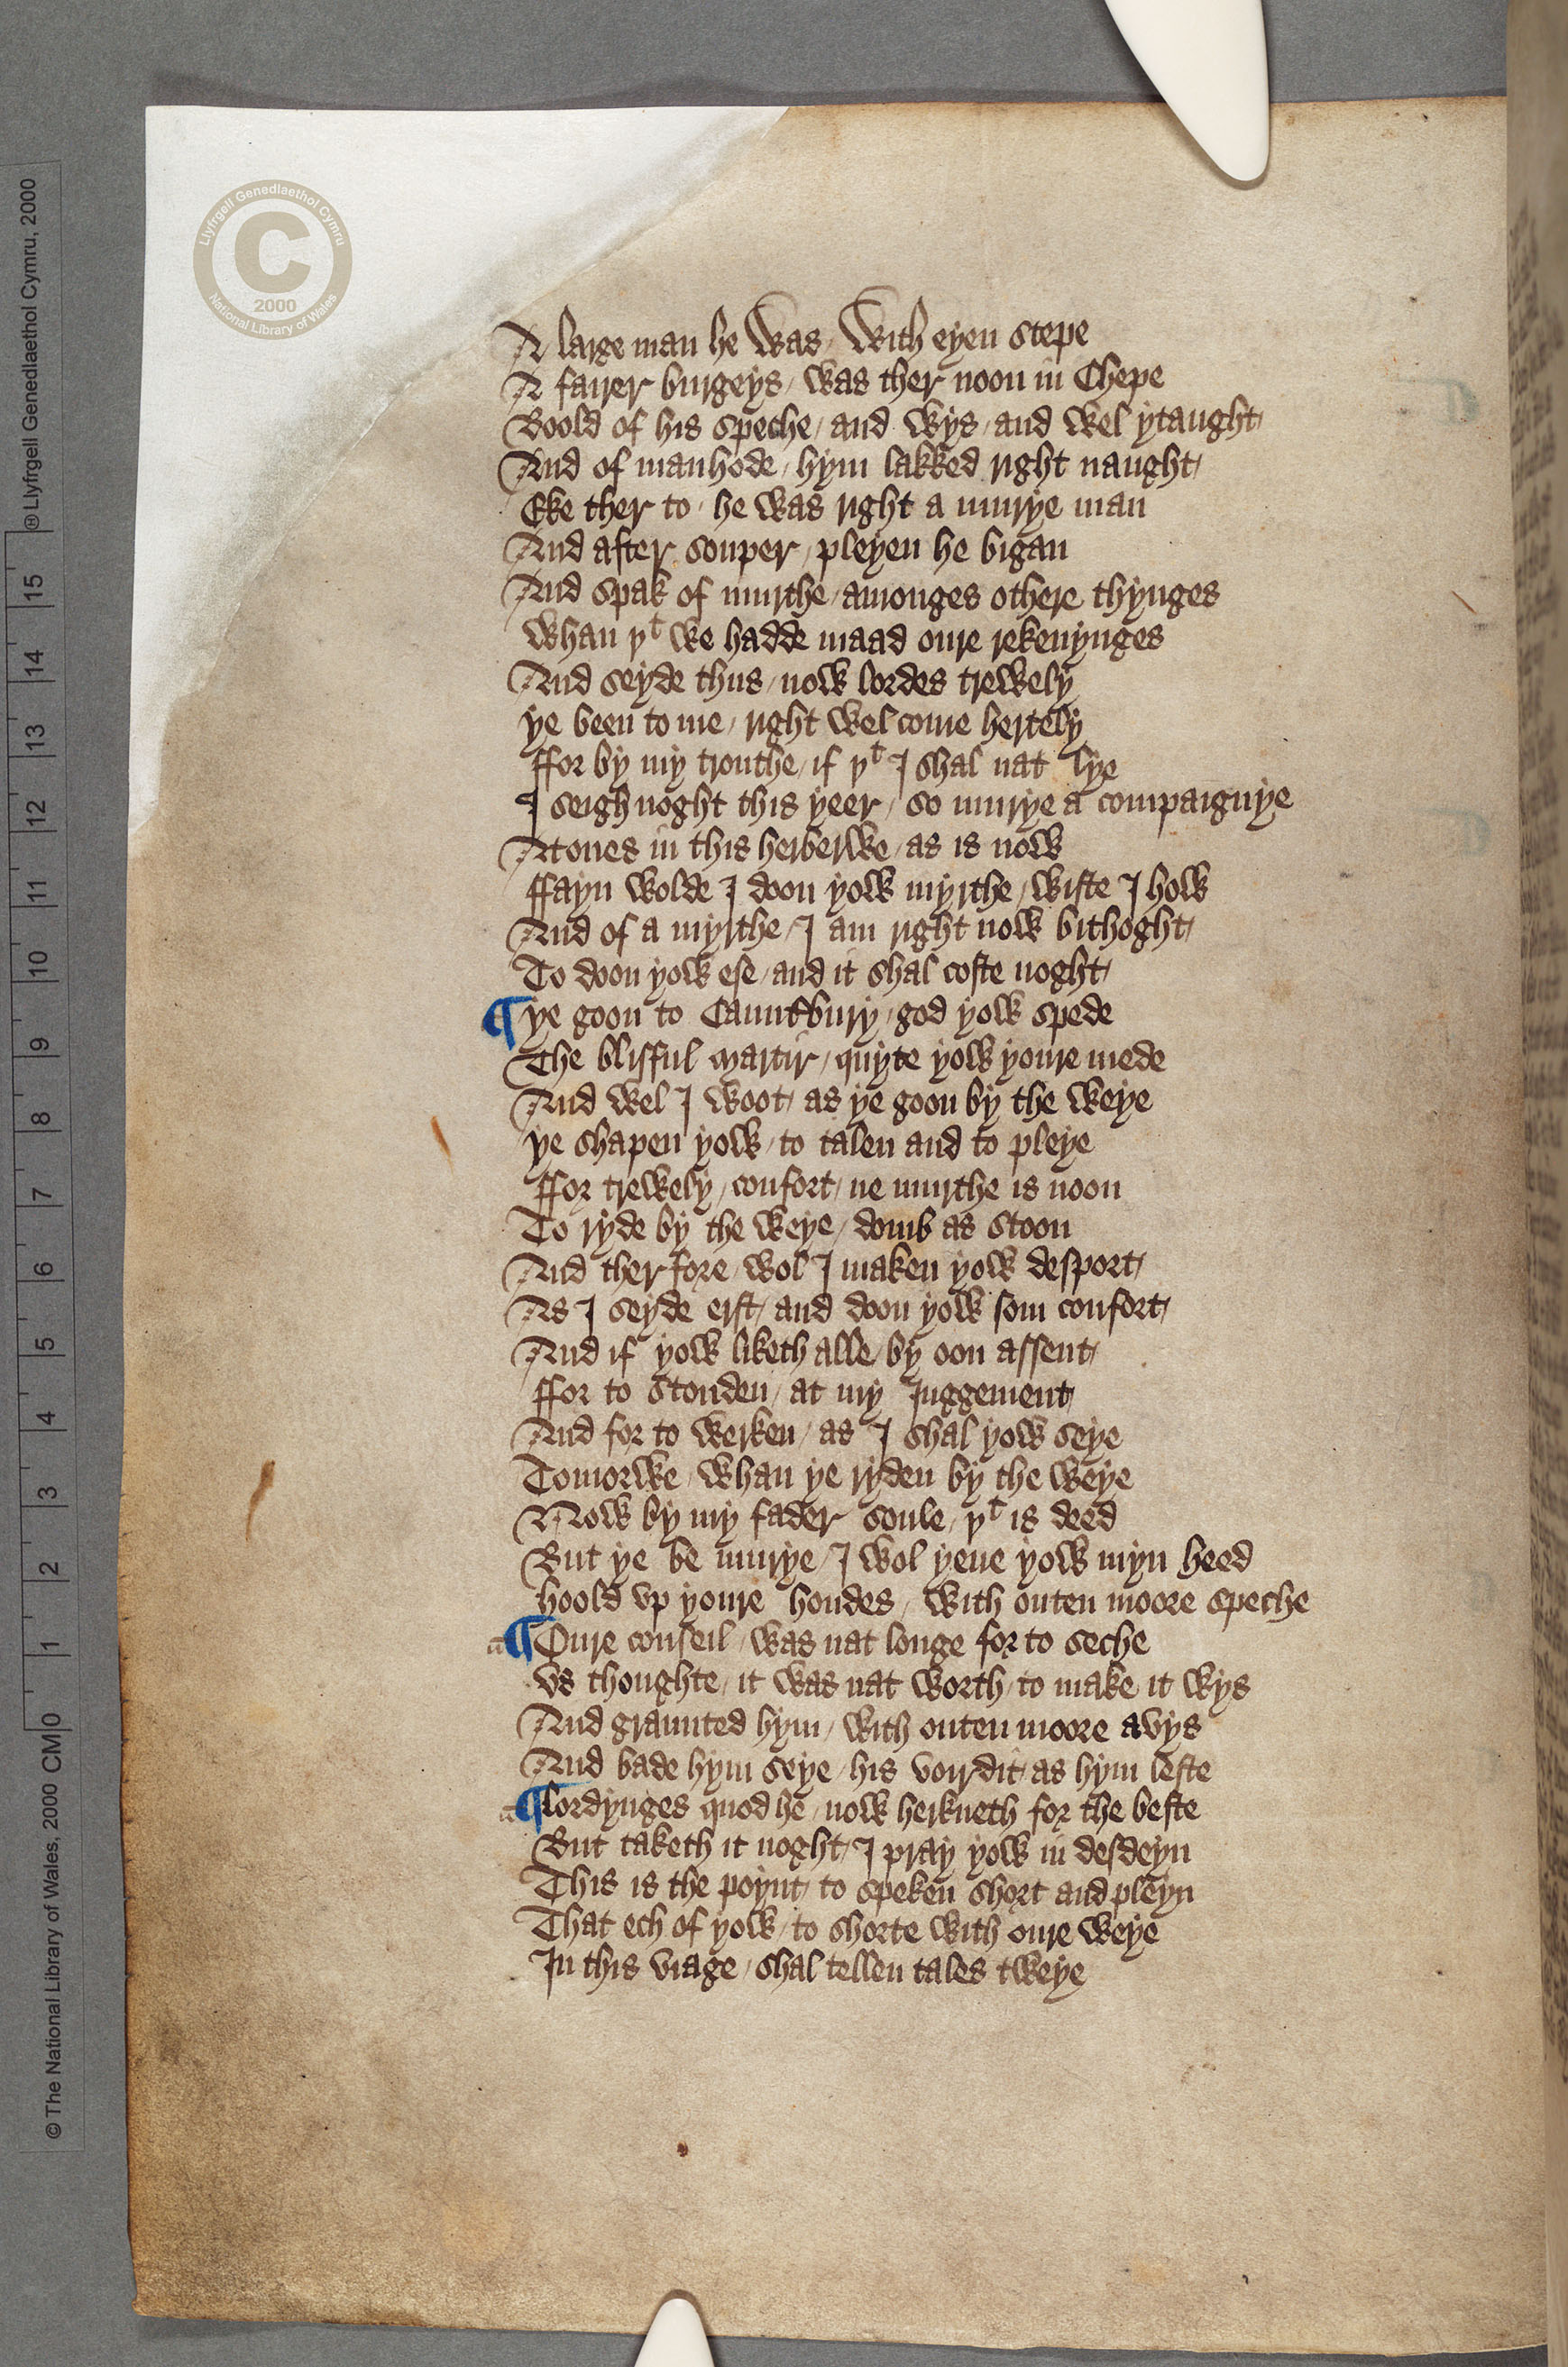 A large man he was / With eyen stepe
A fairer burgeys / was ther noon in Chepe
Boold of his speche / and wys / and wel ytaught
And of manhode / hym lakked right naught
Eke ther to / he was right a murye man
And after souper / pleyen he bigan
And spak of murthe / amonges othere thynges
Whan yᵗ we hadde maad oure rekenynges
And seyde thus / now lordes trewely
ye been to me / right wel come hertely
ffor by my trouthe / if yᵗ I shal nat lye
I seigh noght this yeer / so murye a compaignye
Atones in this herberwe / as is now
ffayn wolde I doon yow myrthe / wiste I how
And of a myrthe / I am right now bithoght
To doon yow ese / and it shal coste noght
¶ ye goon to Caunt̾bury / god yow spede
The blisful martir / quyte yow youre mede
And wel I woot / as ye goon by the weye
ye shapen yow / to talen and to pleye
ffor trewely / confort / ne murthe is noon
To ryde by the weye / domb as stoon
And ther fore / wol I maken yow desport
As I seyde erst / and doon yow som confort
And if yow liketh alle / by oon assent
ffor to stonden / at my Juggement
And for to werken / as I shal yow seye
Tomorwe / whan ye ryden by the weye
Now by my fader soule / yᵗ is deed
But ye be murye / I wol yeue yow myn heed
hoold vp youre hondes / with outen moore speche
¶ Oure conseil / was nat longe for to seche
vs thoughte / it was nat worth / to make it wys
And graunted hym / with outen moore avys
And bade hym seye / his voirdit / as hym leste
¶ lordynges quod he / now herkneth for the beste
But taketh it noght / I pray yow in desdeyn
This is the poynt / to speken short and pleyn
That ech of yow / to shorte with oure weye
In this viage / shal tellen tales tweye
Llyfrgell Genedlaethol Cymru
C
2000
National Library of Wales
® Llyfrgell Genedlaethol Cymru, 2000
15
14
13
12
11
10
9
8
7
6
5
4
3
2
1
0
CM
© The National Library of Wales, 2000